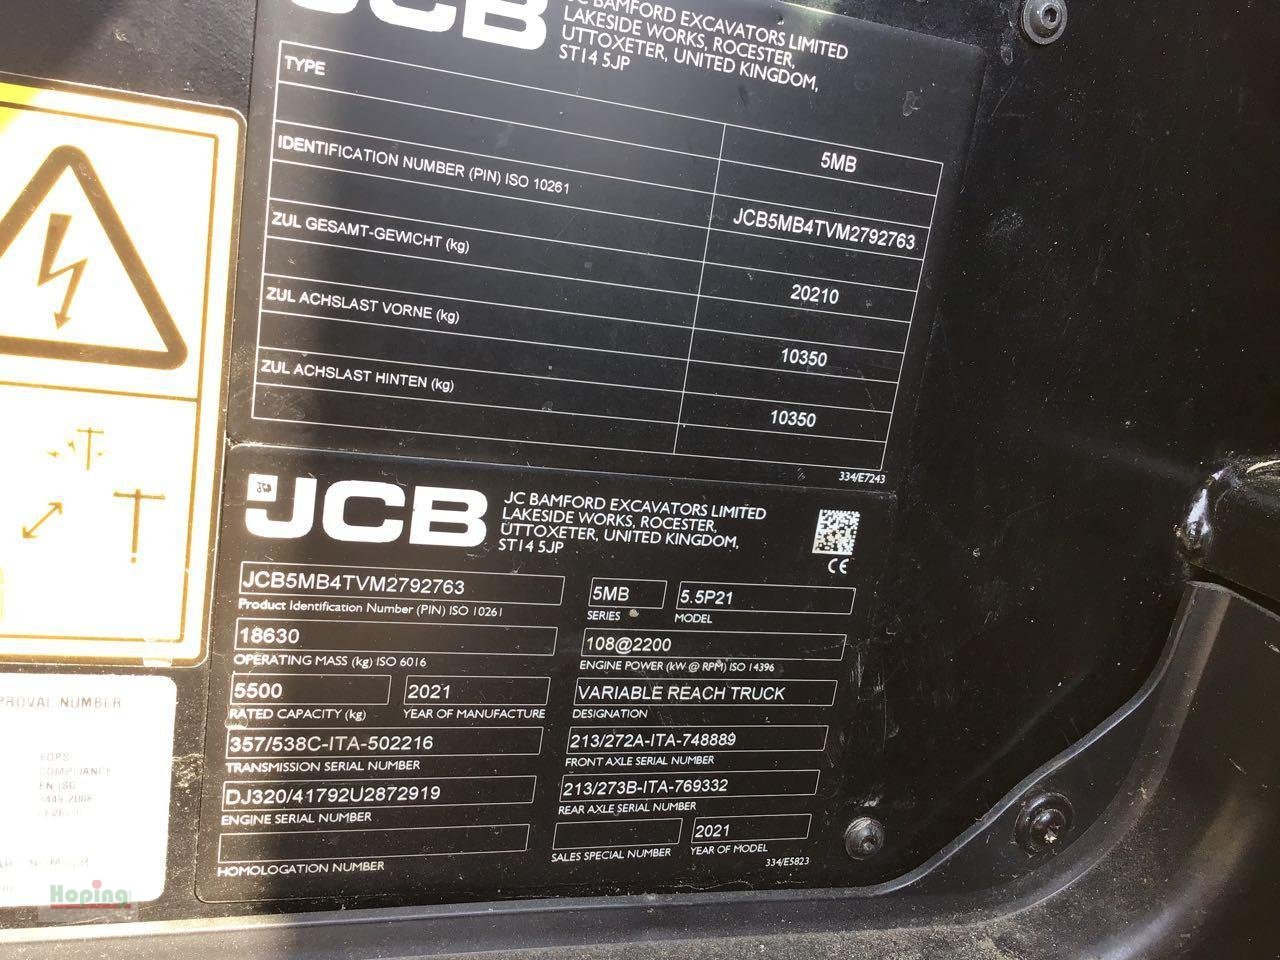 JCB
JC BAMFORD EXCAVATORS LIMITED
LAKESIDE WORKS, ROCESTER,
UTTOXETER, UNITED KINGDOM,
ST14 5JP
TYPE
5MB
IDENTIFICATION NUMBER (PIN) ISO 10261
JCB5MB4TVM2792763
ZUL GESAMT-GEWICHT (kg)
20210
ZUL ACHSLAST VORNE (kg)
10350
ZUL ACHSLAST HINTEN (kg)
10350
334/E7243
JCB
JCB
JC BAMFORD EXCAVATORS LIMITED
LAKESIDE WORKS, ROCESTER,
UTTOXETER, UNITED KINGDOM,
ST14 5JP
CE
JCB5MB4TVM2792763
Product Identification Number (PIN) ISO 10261
5MB
SERIES
5.5P21
MODEL
18630
OPERATING MASS (kg) ISO 6016
108@2200
ENGINE POWER (kW @ RPM) ISO 14396
5500
RATED CAPACITY (kg)
2021
YEAR OF MANUFACTURE
VARIABLE REACH TRUCK
DESIGNATION
357/538C-ITA-502216
TRANSMISSION SERIAL NUMBER
213/272A-ITA-748889
FRONT AXLE SERIAL NUMBER
DJ320/41792U2872919
ENGINE SERIAL NUMBER
213/273B-ITA-769332
REAR AXLE SERIAL NUMBER
HOMOLOGATION NUMBER
SALES SPECIAL NUMBER
2021
YEAR OF MODEL
334/E5823
PROVAL NUMBER
FOPS
COMPLIANCE
EN ISO
3449:2008
Hoping